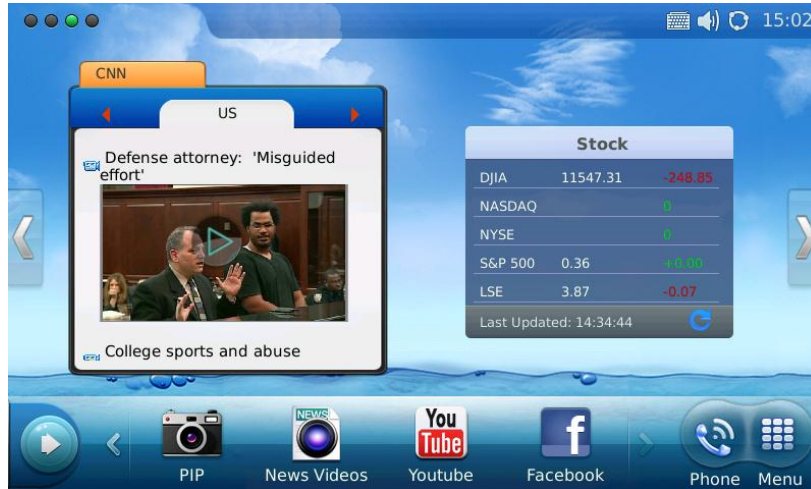 15:02
CNN
US
Defense attorney: 'Misguided
effort'
College sports and abuse
Stock
DJIA 11547.31 -248.85
NASDAQ 0
NYSE 0
S&P 500 0.36 +0.00
LSE 3.87 -0.07
Last Updated: 14:34:44
NEWS
You
Tube
f
PIP News Videos Youtube Facebook Phone Menu